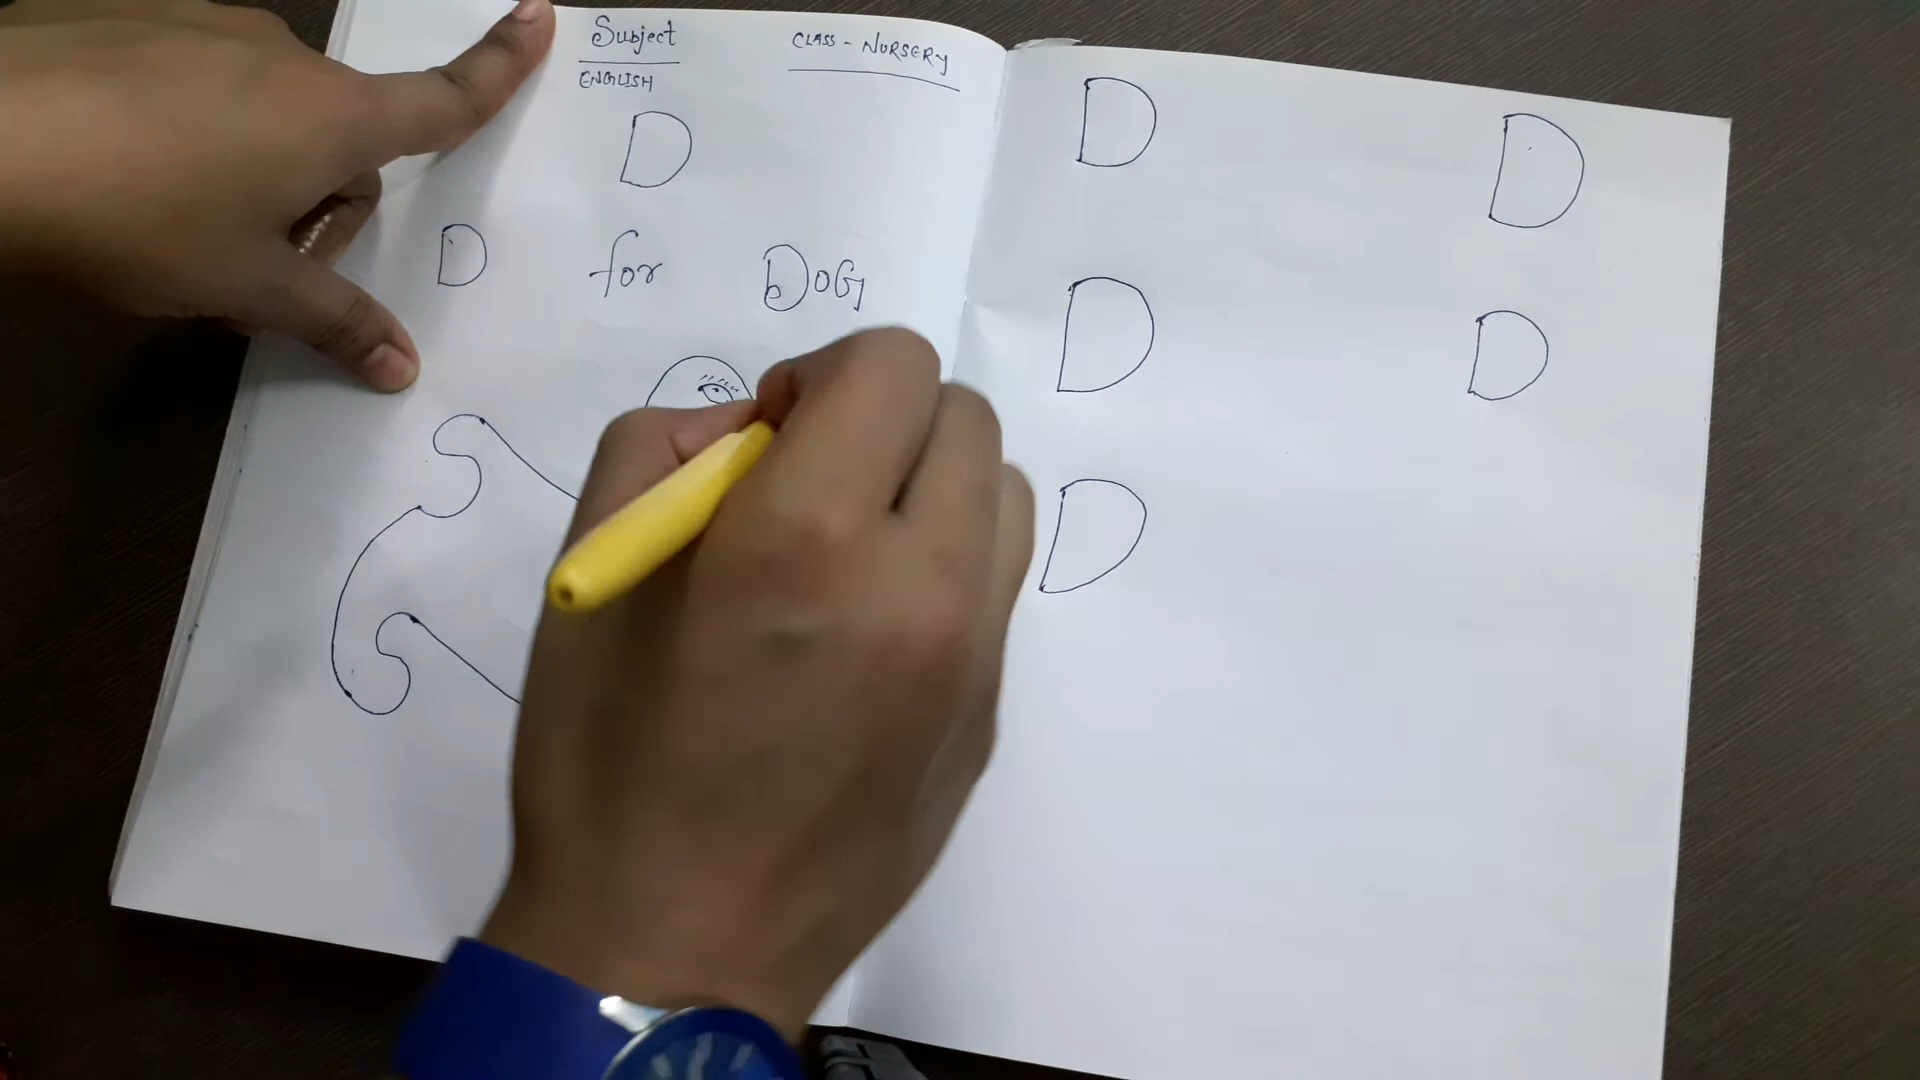 Subject
ENGLISH
CLASS - NURSERY
D
D for DOG
D D
D D
D